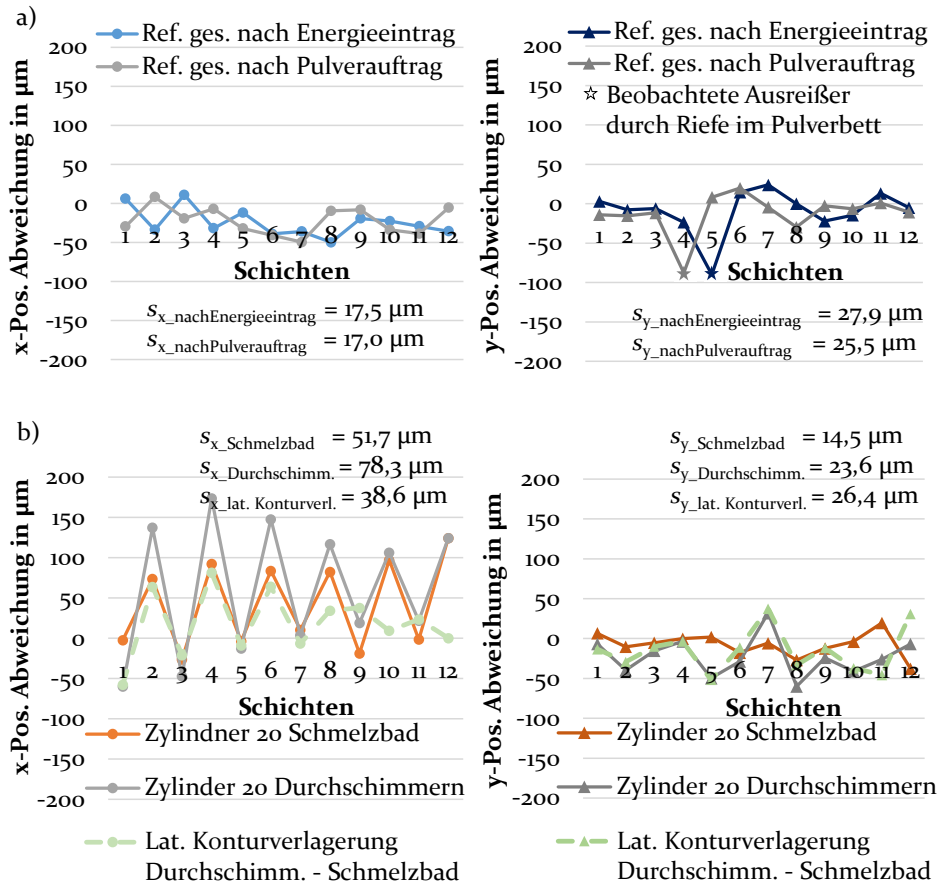 a)
x-Pos. Abweichung in µm
200
150
100
50
0
-50
-100
-150
-200
Ref. ges. nach Energieeintrag
Ref. ges. nach Pulverauftrag
1 2 3 4 5 6 7 8 9 10 11 12
Schichten
sx_nachEnergieeintrag = 17,5 µm
sx_nachPulverauftrag = 17,0 µm
y-Pos. Abweichung in µm
200
150
100
50
0
-50
-100
-150
-200
Ref. ges. nach Energieeintrag
Ref. ges. nach Pulverauftrag
☆ Beobachtete Ausreißer
durch Riefe im Pulverbett
1 2 3 4 5 6 7 8 9 10 11 12
Schichten
sy_nachEnergieeintrag = 27,9 µm
sy_nachPulverauftrag = 25,5 µm
b)
sx_Schmelzbad = 51,7 µm
sx_Durchschimm. = 78,3 µm
sx_lat. Konturverl. = 38,6 µm
x-Pos. Abweichung in µm
200
150
100
50
0
-50
-100
-150
-200
1 2 3 4 5 6 7 8 9 10 11 12
Schichten
Zylindner 20 Schmelzbad
Zylinder 20 Durchschimmern
Lat. Konturverlagerung
Durchschimm. - Schmelzbad
sy_Schmelzbad = 14,5 µm
sy_Durchschimm. = 23,6 µm
sy_lat. Konturverl. = 26,4 µm
y-Pos. Abweichung in µm
200
150
100
50
0
-50
-100
-150
-200
1 2 3 4 5 6 7 8 9 10 11 12
Schichten
Zylinder 20 Schmelzbad
Zylinder 20 Durchschimmern
Lat. Konturverlagerung
Durchschimm. - Schmelzbad